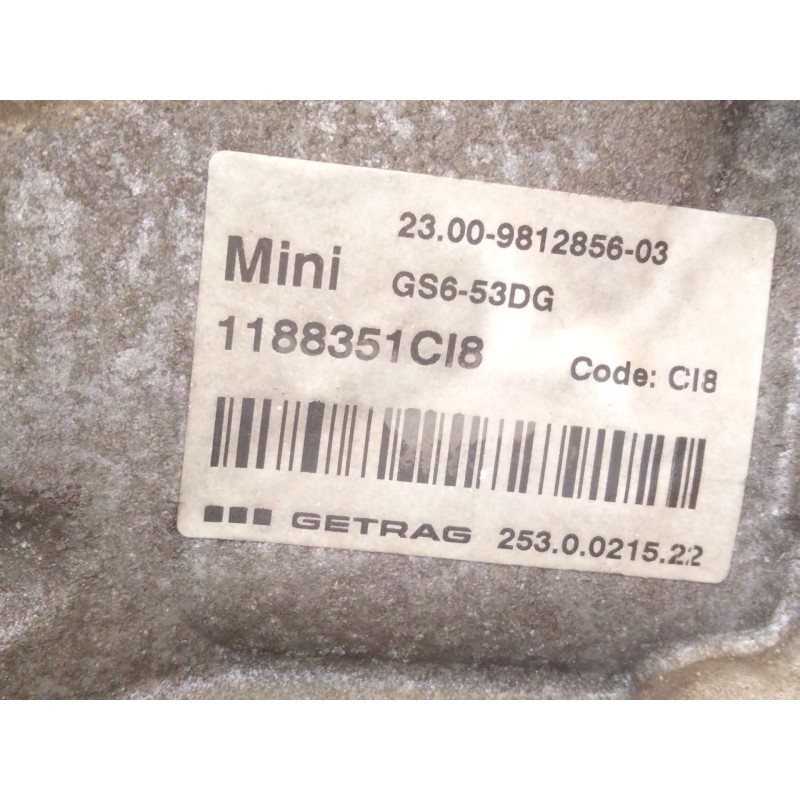 23.00-9812856-03
Mini
GS6-53DG
1188351CI8
Code: CI8
GETRAG 253.0.0215.22